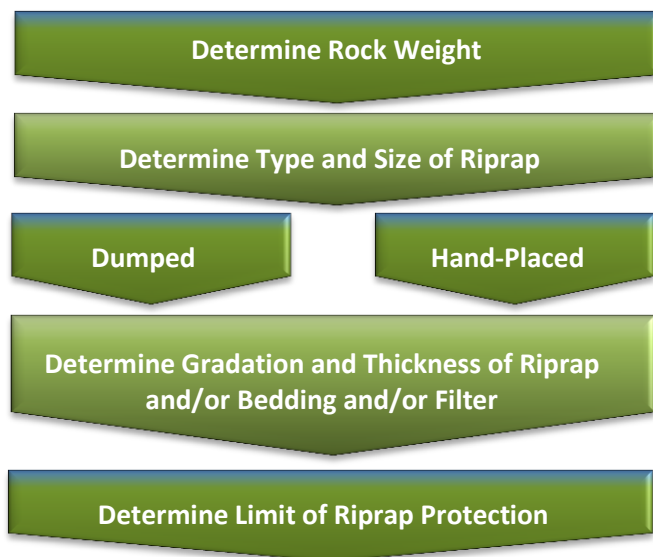 Determine Rock Weight
Determine Type and Size of Riprap
Dumped
Hand-Placed
Determine Gradation and Thickness of Riprap
and/or Bedding and/or Filter
Determine Limit of Riprap Protection